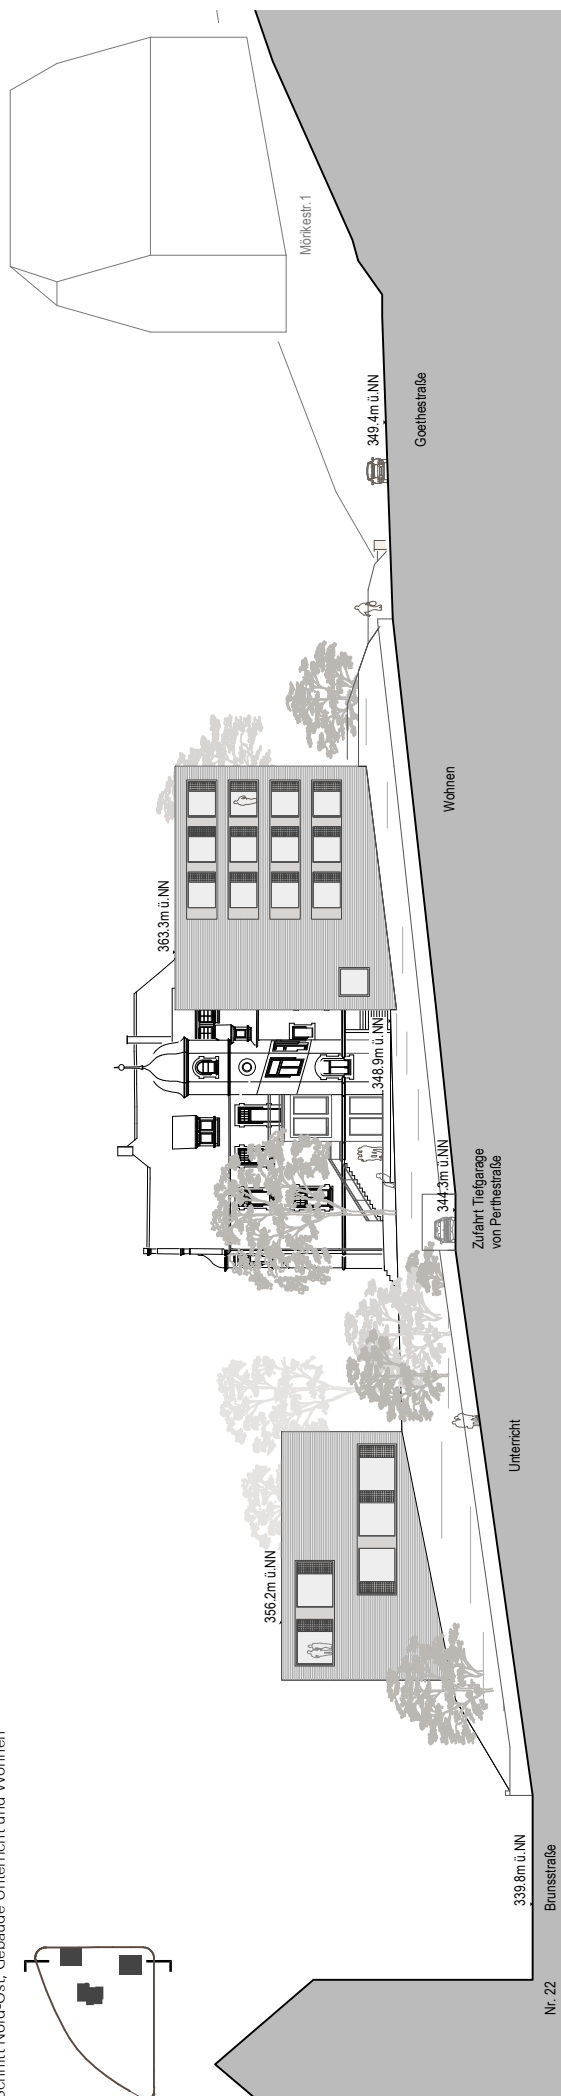 Schnitt Nord-Ost, Gebäude Unterricht und Wohnen
Nr. 22
Brunsstraße
339.8m ü.NN
356.2m ü.NN
Unterricht
Zufahrt Tiefgarage
von Perthestraße
344.3m ü.NN
348.9m ü.NN
363.3m ü.NN
Wohnen
Goethestraße
349.4m ü.NN
Mörikestr.1